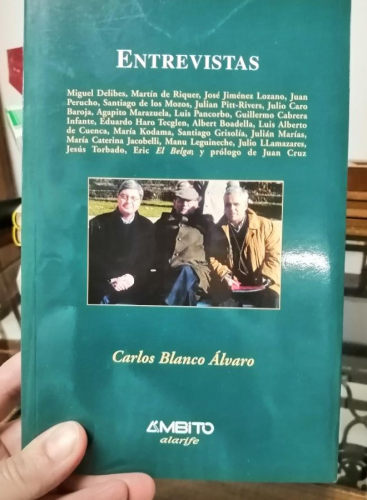 ENTREVISTAS
Miguel Delibes, Martín de Riquer, José Jiménez Lozano, Juan
Perucho, Santiago de los Mozos, Julian Pitt-Rivers, Julio Caro
Baroja, Agapito Marazuela, Luis Pancorbo, Guillermo Cabrera
Infante, Eduardo Haro Tecglen, Albert Boadella, Luis Alberto
de Cuenca, María Kodama, Santiago Grisolía, Julián Marías,
María Caterina Jacobelli, Manu Leguineche, Julio LLamazares,
Jesús Torbado, Eric El Belga; y prólogo de Juan Cruz
Carlos Blanco Álvaro
ÁMBITO
alarife